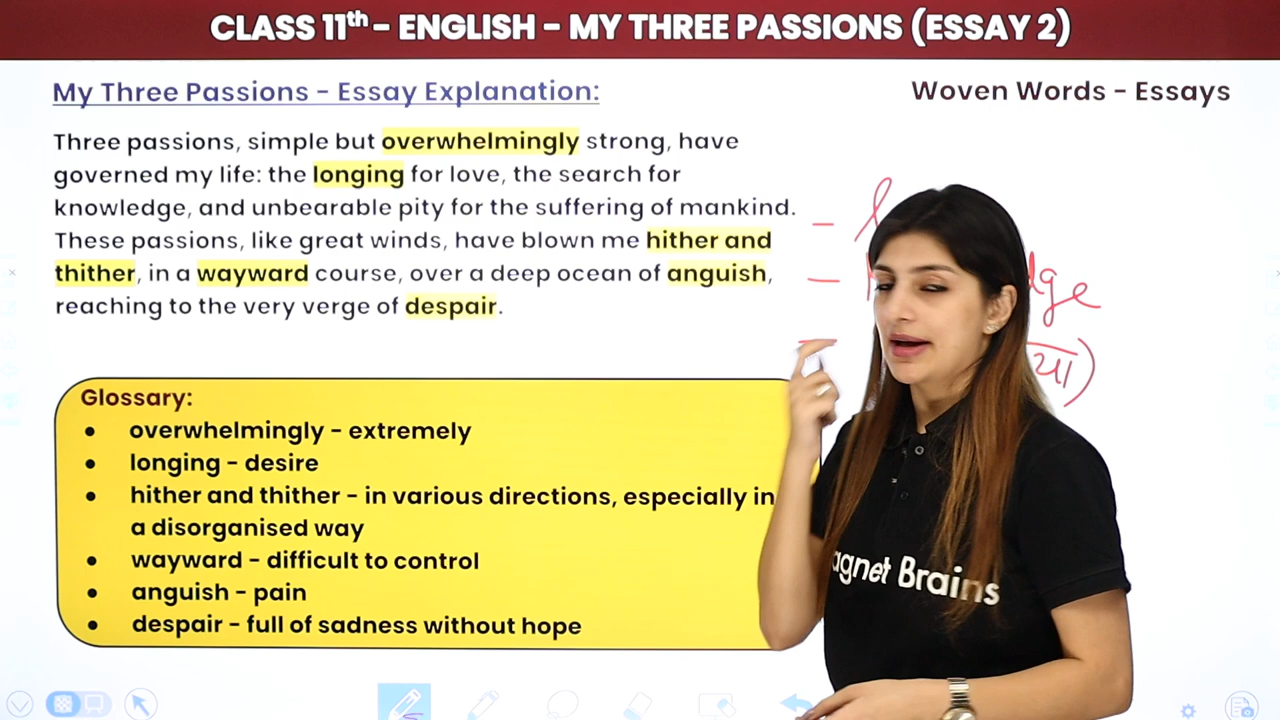 CLASS 11th - ENGLISH - MY THREE PASSIONS (ESSAY 2)
My Three Passions - Essay Explanation:
Woven Words - Essays
Three passions, simple but overwhelmingly strong, have
governed my life: the longing for love, the search for
knowledge, and unbearable pity for the suffering of mankind.
These passions, like great winds, have blown me hither and
thither, in a wayward course, over a deep ocean of anguish,
reaching to the very verge of despair.
Glossary:
• overwhelmingly - extremely
• longing - desire
• hither and thither - in various directions, especially in
a disorganised way
• wayward - difficult to control
• anguish - pain
• despair - full of sadness without hope
agnet Brains